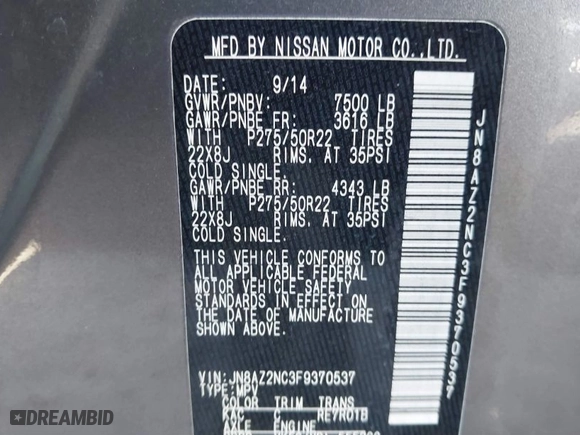 MFD BY NISSAN MOTOR CO.,LTD.
DATE: 9/14
GVWR/PNBV: 7500 LB
GAWR/PNBE FR: 3616 LB
WITH P275/50R22 TIRES
22X8J RIMS, AT 35PSI
COLD SINGLE.
GAWR/PNBE RR: 4343 LB
WITH P275/50R22 TIRES
22X8J RIMS, AT 35PSI
COLD SINGLE.
THIS VEHICLE CONFORMS TO
ALL APPLICABLE FEDERAL
MOTOR VEHICLE SAFETY
STANDARDS IN EFFECT ON
THE DATE OF MANUFACTURE
SHOWN ABOVE.
VIN: JN8AZ2NC3F9370537
TYPE: MPV
COLOR TRIM TRANS
KAC C RE7R01B
AXLE ENGINE
JN8AZ2NC3F9370537
DREAMBID